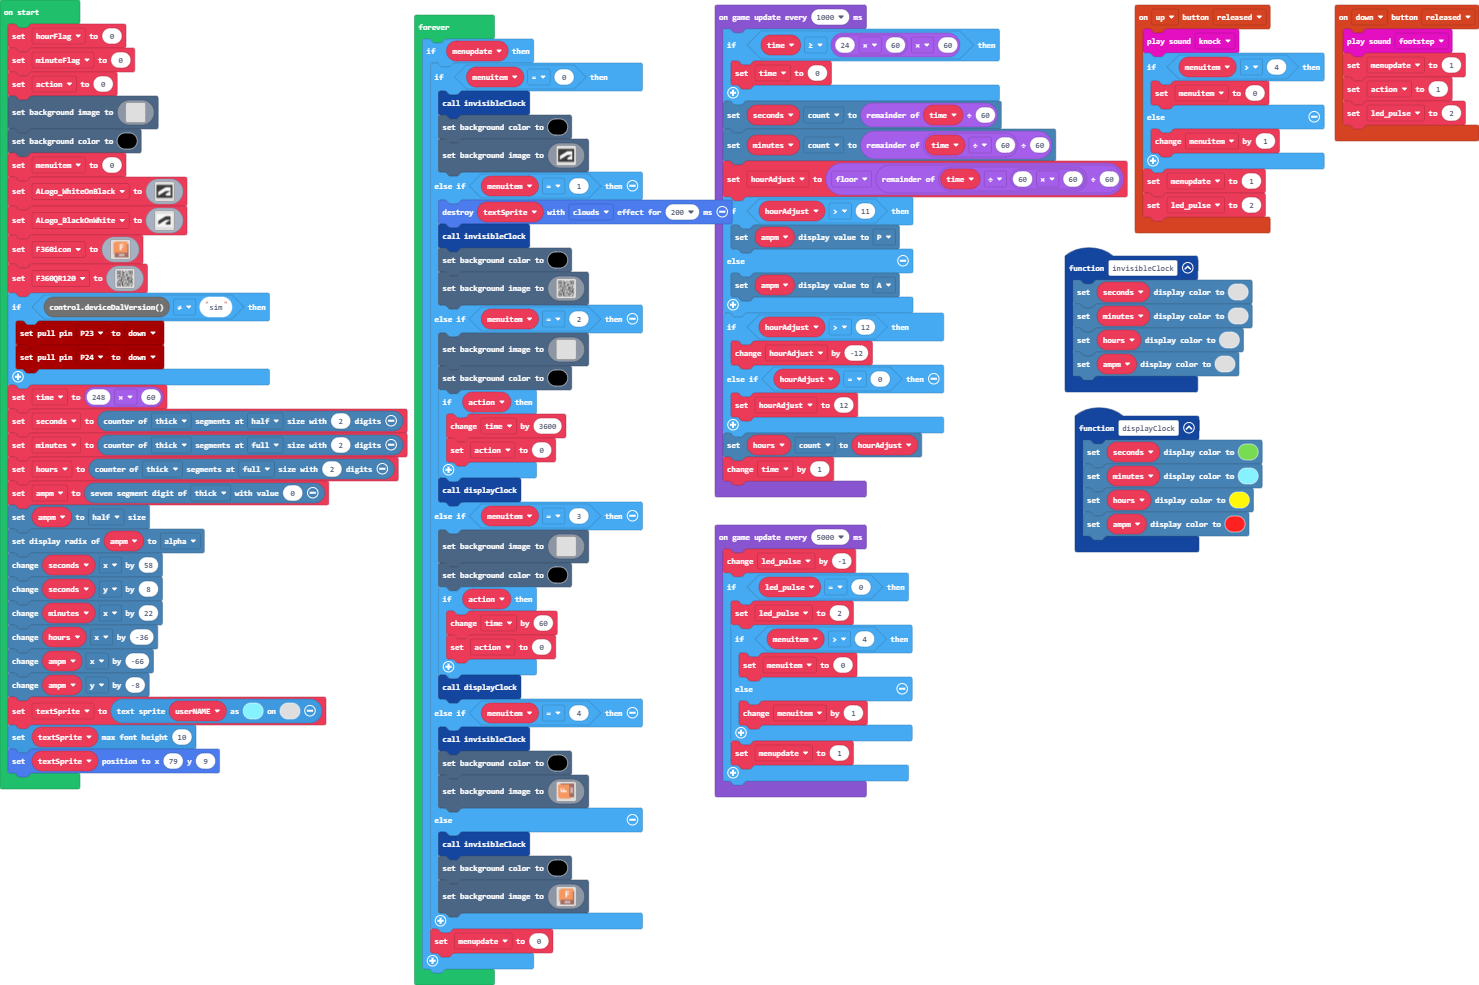 on start
set hourFlag to 0
set minuteFlag to 0
set action to 0
set background image to
set background color to
set menuitem to 0
set ALogo_WhiteOnBlack to
set ALogo_BlackOnWhite to
set F360icon to
set F360QR120 to
if control.deviceDalVersion() ≠ "sim" then
set pull pin P23 to down
set pull pin P24 to down
set time to 248 × 60
set seconds to counter of thick segments at half size with 2 digits
set minutes to counter of thick segments at full size with 2 digits
set hours to counter of thick segments at full size with 2 digits
set ampm to seven segment digit of thick with value 0
set ampm to half size
set display radix of ampm to alpha
change seconds x by 58
change seconds y by 8
change minutes x by 22
change hours x by -36
change ampm x by -66
change ampm y by -8
set textSprite to text sprite userNAME as on
set textSprite max font height 10
set textSprite position to x 79 y 9
forever
if menupdate then
if menuitem = 0 then
call invisibleClock
set background color to
set background image to
else if menuitem = 1 then
destroy textSprite with clouds effect for 200 ms
call invisibleClock
set background color to
set background image to
else if menuitem = 2 then
set background image to
set background color to
if action then
change time by 3600
set action to 0
call displayClock
else if menuitem = 3 then
set background image to
set background color to
if action then
change time by 60
set action to 0
call displayClock
else if menuitem = 4 then
call invisibleClock
set background color to
set background image to
else
call invisibleClock
set background color to
set background image to
set menupdate to 0
on game update every 1000 ms
if time ≥ 24 × 60 × 60 then
set time to 0
set seconds count to remainder of time ÷ 60
set minutes count to remainder of time ÷ 60 ÷ 60
set hourAdjust to floor remainder of time ÷ 60 × 60 ÷ 60
if hourAdjust > 11 then
set ampm display value to P
else
set ampm display value to A
if hourAdjust > 12 then
change hourAdjust by -12
else if hourAdjust = 0 then
set hourAdjust to 12
set hours count to hourAdjust
change time by 1
on game update every 5000 ms
change led_pulse by -1
if led_pulse = 0 then
set led_pulse to 2
if menuitem > 4 then
set menuitem to 0
else
change menuitem by 1
set menupdate to 1
on up button released
play sound knock
if menuitem > 4 then
set menuitem to 0
else
change menuitem by 1
set menupdate to 1
set led_pulse to 2
on down button released
play sound footstep
set menupdate to 1
set action to 1
set led_pulse to 2
function invisibleClock
set seconds display color to
set minutes display color to
set hours display color to
set ampm display color to
function displayClock
set seconds display color to
set minutes display color to
set hours display color to
set ampm display color to